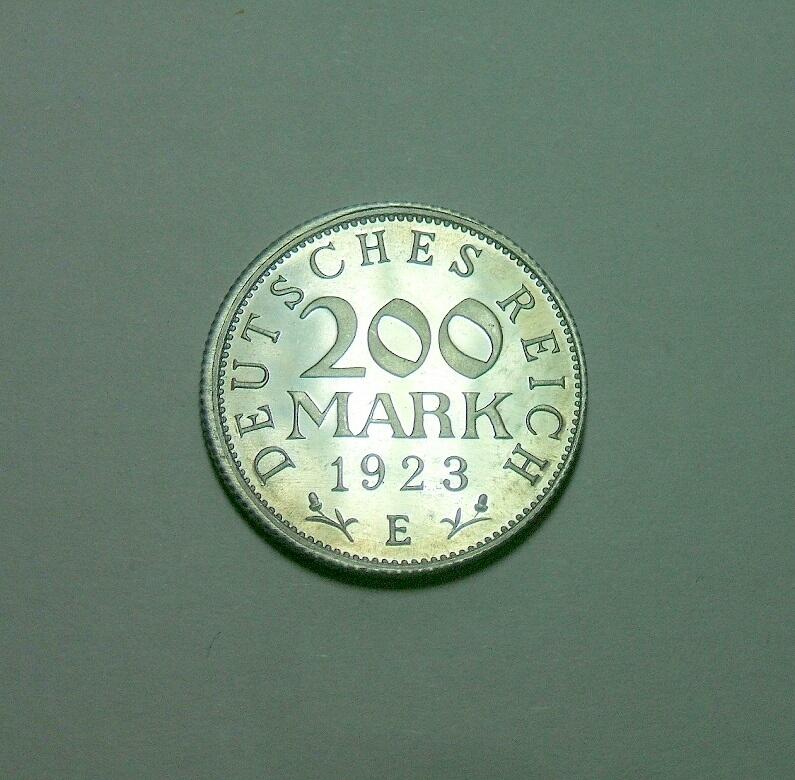 DEUTSCHES REICH
200
MARK
1923
E